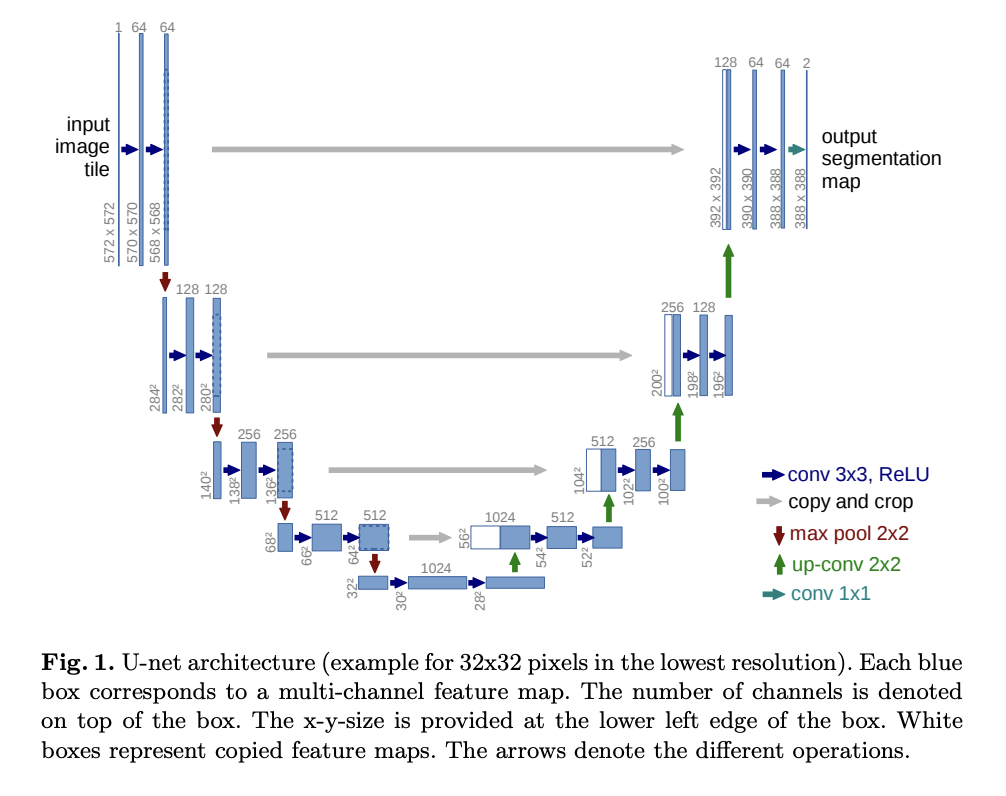 1 64 64
128 64 64 2
input
image
tile
output
segmentation
map
572 x 572
570 x 570
568 x 568
392 x 392
390 x 390
388 x 388
388 x 388
128 128
256 128
284²
282²
280²
200²
198²
196²
256 256
512 256
140²
138²
136²
104²
102²
100²
512 512
1024 512
68²
66²
64²
56²
54²
52²
1024
32²
30²
28²
conv 3x3, ReLU
copy and crop
max pool 2x2
up-conv 2x2
conv 1x1
Fig. 1. U-net architecture (example for 32x32 pixels in the lowest resolution). Each blue
box corresponds to a multi-channel feature map. The number of channels is denoted
on top of the box. The x-y-size is provided at the lower left edge of the box. White
boxes represent copied feature maps. The arrows denote the different operations.